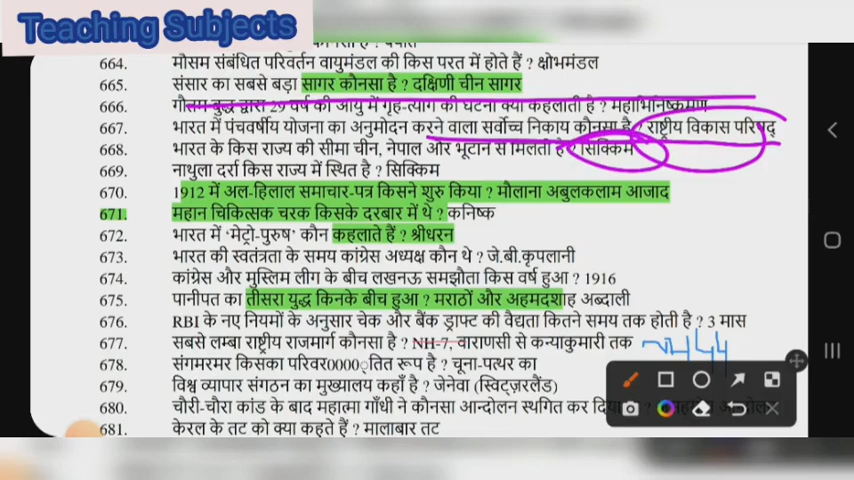 Teaching Subjects
664. मौसम संबंधित परिवर्तन वायुमंडल की किस परत में होते हैं ? क्षोभमंडल
665. संसार का सबसे बड़ा सागर कौनसा है ? दक्षिणी चीन सागर
666. गौतम बुद्ध द्वारा 29 वर्ष की आयु में गृह-त्याग की घटना क्या कहलाती है ? महाभिनिष्क्रमण
667. भारत में पंचवर्षीय योजना का अनुमोदन करने वाला सर्वोच्च निकाय कौनसा है ? राष्ट्रीय विकास परिषद्
668. भारत के किस राज्य की सीमा चीन, नेपाल और भूटान से मिलती है ? सिक्किम
669. नाथुला दर्रा किस राज्य में स्थित है ? सिक्किम
670. 1912 में अल-हिलाल समाचार-पत्र किसने शुरु किया ? मौलाना अबुलकलाम आजाद
671. महान चिकित्सक चरक किसके दरबार में थे ? कनिष्क
672. भारत में ‘मेट्रो-पुरुष’ कौन कहलाते हैं ? श्रीधरन
673. भारत की स्वतंत्रता के समय कांग्रेस अध्यक्ष कौन थे ? जे.बी.कृपलानी
674. कांग्रेस और मुस्लिम लीग के बीच लखनऊ समझौता किस वर्ष हुआ ? 1916
675. पानीपत का तीसरा युद्ध किनके बीच हुआ ? मराठों और अहमदशाह अब्दाली
676. RBI के नए नियमों के अनुसार चेक और बैंक ड्राफ्ट की वैद्यता कितने समय तक होती है ? 3 मास
677. सबसे लम्बा राष्ट्रीय राजमार्ग कौनसा है ? NH-7, वाराणसी से कन्याकुमारी तक NH44
678. संगमरमर किसका परिवर0000्तित रूप है ? चूना-पत्थर का
679. विश्व व्यापार संगठन का मुख्यालय कहाँ है ? जेनेवा (स्विट्ज़रलैंड)
680. चौरी-चौरा कांड के बाद महात्मा गाँधी ने कौनसा आन्दोलन स्थगित कर
681. केरल के तट को क्या कहते हैं ? मालाबार तट